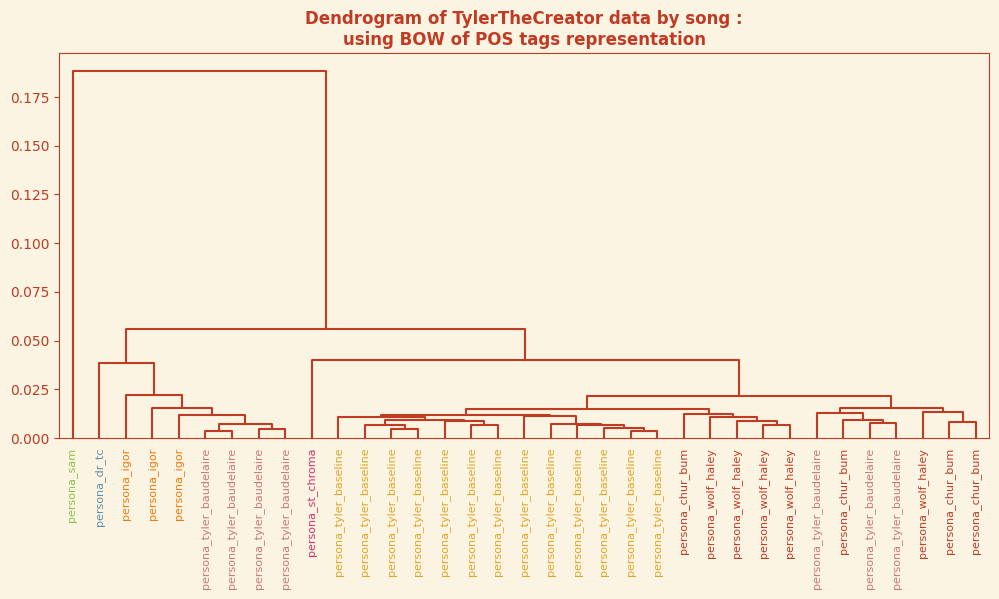 Dendrogram of TylerTheCreator data by song :
using BOW of POS tags representation
0.175
0.150
0.125
0.100
0.075
0.050
0.025
0.000
persona_sam
persona_dr_tc
persona_igor
persona_igor
persona_igor
persona_tyler_baudelaire
persona_tyler_baudelaire
persona_tyler_baudelaire
persona_tyler_baudelaire
persona_st_chroma
persona_tyler_baseline
persona_tyler_baseline
persona_tyler_baseline
persona_tyler_baseline
persona_tyler_baseline
persona_tyler_baseline
persona_tyler_baseline
persona_tyler_baseline
persona_tyler_baseline
persona_tyler_baseline
persona_tyler_baseline
persona_tyler_baseline
persona_tyler_baseline
persona_chur_bum
persona_wolf_haley
persona_wolf_haley
persona_wolf_haley
persona_wolf_haley
persona_tyler_baudelaire
persona_chur_bum
persona_tyler_baudelaire
persona_tyler_baudelaire
persona_wolf_haley
persona_chur_bum
persona_chur_bum